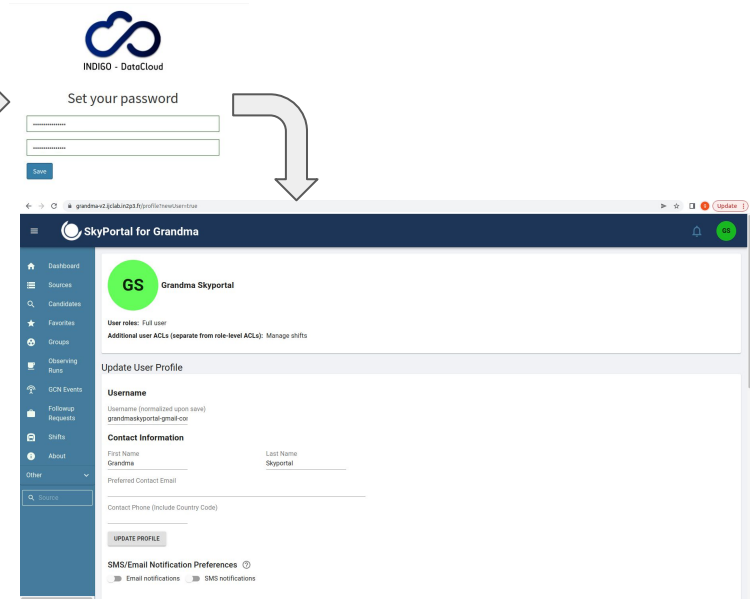 INDIGO - DataCloud
Set your password
Save
grandma-v2.ijclab.in2p3.fr/profile?newUser=true
Update
SkyPortal for Grandma
GS
Dashboard
Sources
Candidates
Favorites
Groups
Observing
Runs
GCN Events
Followup
Requests
Shifts
About
Other
Source
GS
Grandma Skyportal
User roles: Full user
Additional user ACLs (separate from role-level ACLs): Manage shifts
Update User Profile
Username
Username (normalized upon save)
grandmaskyportal-gmail-cor
Contact Information
First Name
Last Name
Grandma
Skyportal
Preferred Contact Email
Contact Phone (Include Country Code)
UPDATE PROFILE
SMS/Email Notification Preferences
Email notifications
SMS notifications